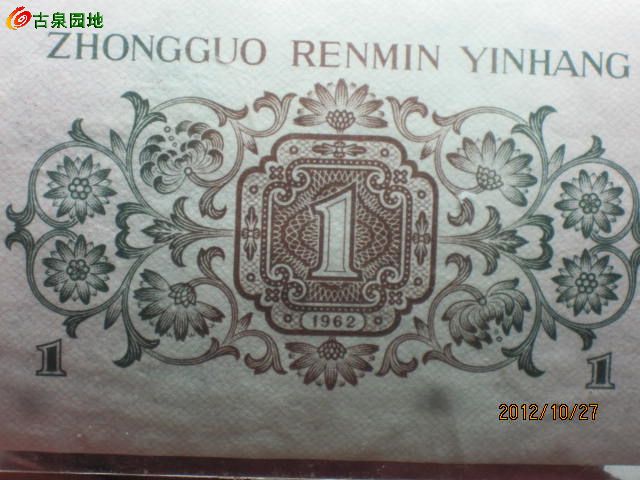 古泉园地
ZHONGGUO RENMIN YINHANG
1
1962
1 1
2012/10/27